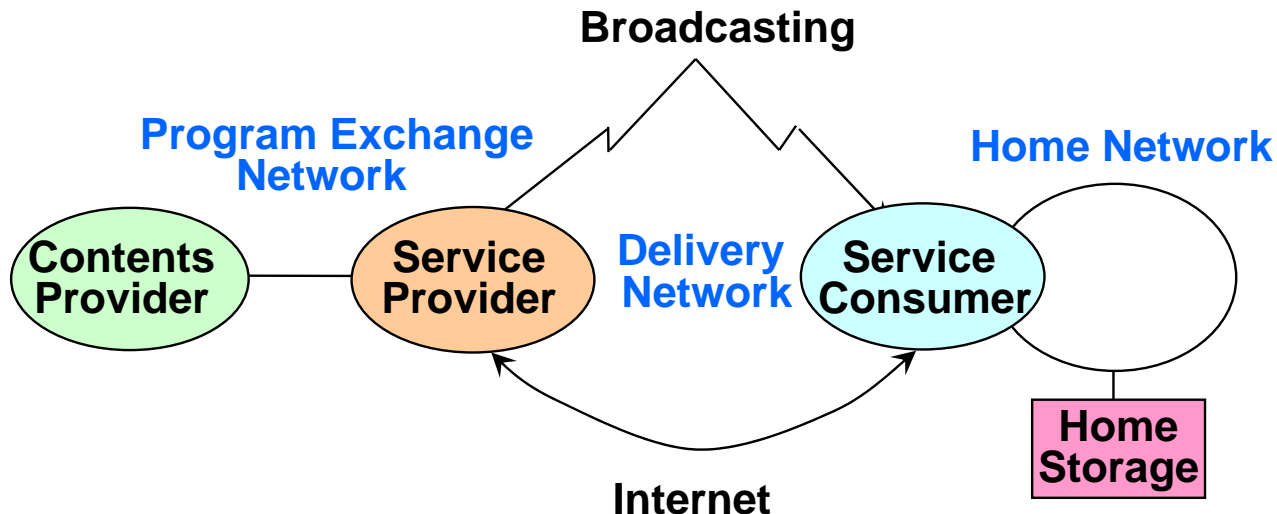 Broadcasting
Program Exchange
Network
Home Network
Contents
Provider
Service
Provider
Delivery
Network
Service
Consumer
Home
Storage
Internet